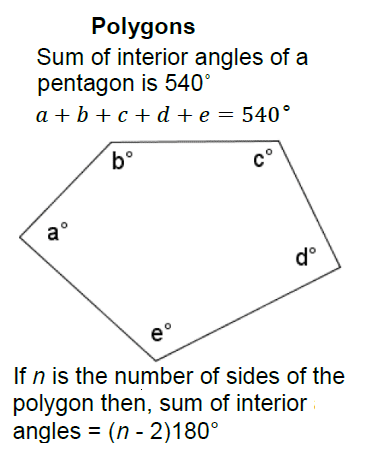 Polygons
Sum of interior angles of a
pentagon is 540°
a + b + c + d + e = 540°
b°
c°
a°
d°
e°
If n is the number of sides of the
polygon then, sum of interior
angles = (n - 2)180°